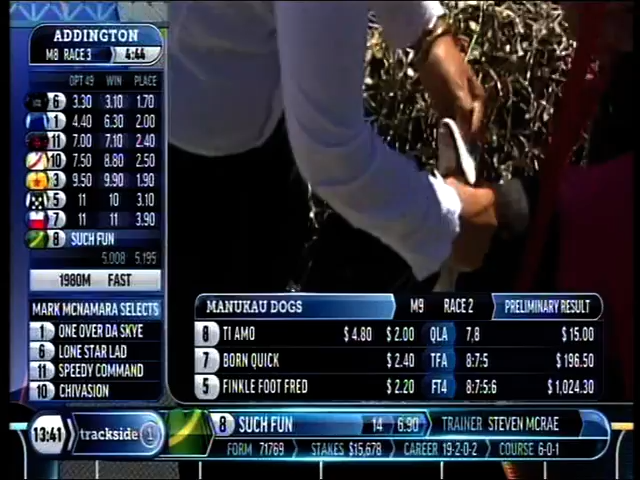 ADDINGTON
M8 RACE 3 4:44
OPT 49 WIN PLACE
6 3.30 3.10 1.70
1 4.40 6.30 2.00
11 7.00 7.10 2.40
10 7.50 8.80 2.50
3 9.50 9.90 1.90
5 11 10 3.10
7 11 11 3.90
8 SUCH FUN
5.008 5.195
1980M FAST
MARK MCNAMARA SELECTS
1 ONE OVER DA SKYE
6 LONE STAR LAD
11 SPEEDY COMMAND
10 CHIVASION
MANUKAU DOGS M9 RACE 2 PRELIMINARY RESULT
8 TI AMO $ 4.80 $ 2.00 QLA 7,8 $ 15.00
7 BORN QUICK $ 2.40 TFA 8:7:5 $ 196.50
5 FINKLE FOOT FRED $ 2.20 FT4 8:7:5:6 $ 1,024.30
13:41 trackside 1
8 SUCH FUN 14 6.90 TRAINER STEVEN MCRAE
FORM 71769 STAKES $15,678 CAREER 19-2-0-2 COURSE 6-0-1